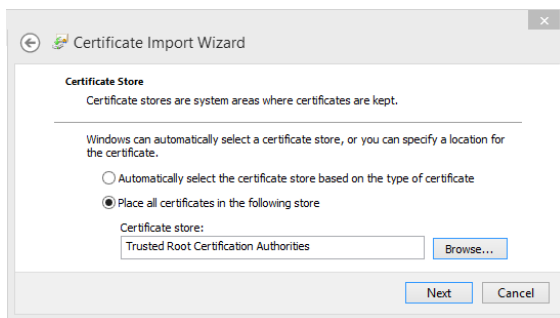 Certificate Import Wizard
Certificate Store
Certificate stores are system areas where certificates are kept.
Windows can automatically select a certificate store, or you can specify a location for
the certificate.
Automatically select the certificate store based on the type of certificate
Place all certificates in the following store
Certificate store:
Trusted Root Certification Authorities
Browse...
Next
Cancel